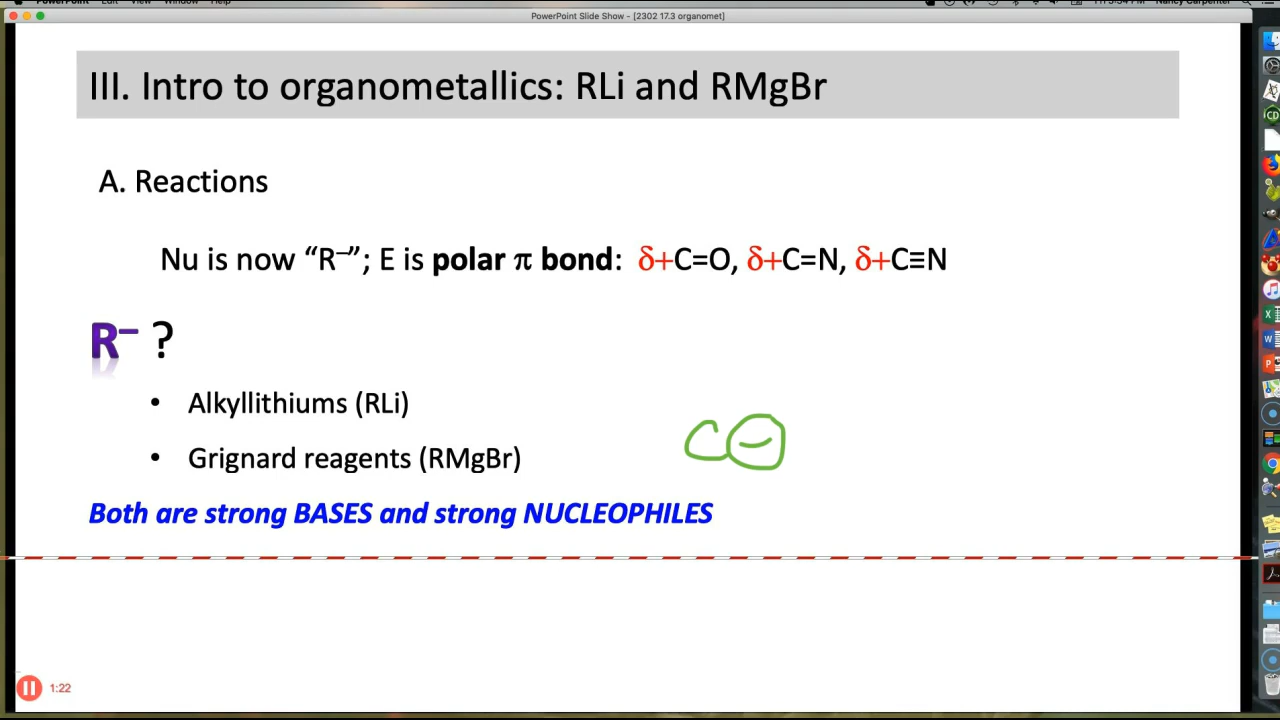 PowerPoint Slide Show - [2302 17.3 organomet]
III. Intro to organometallics: RLi and RMgBr
A. Reactions
Nu is now “R–”; E is polar π bond: δ+C=O, δ+C=N, δ+C≡N
R– ?
• Alkyllithiums (RLi)
• Grignard reagents (RMgBr)
C–
Both are strong BASES and strong NUCLEOPHILES
1:22